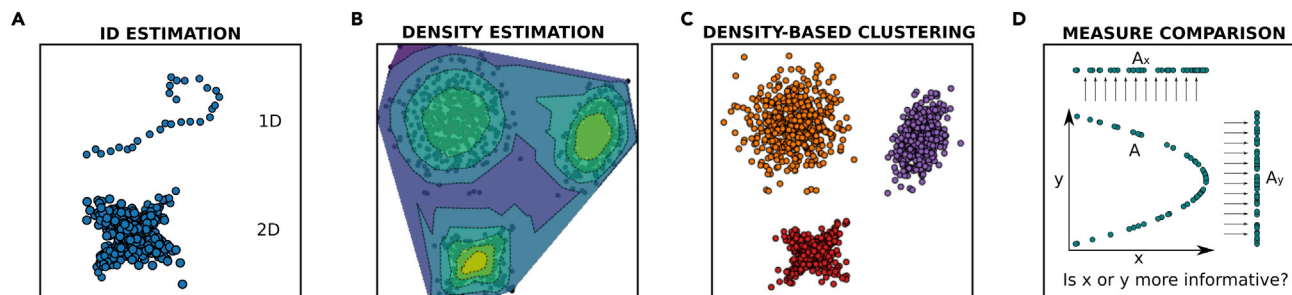 A
ID ESTIMATION
1D
2D
B
DENSITY ESTIMATION
C
DENSITY-BASED CLUSTERING
D
MEASURE COMPARISON
Ax
A
y
Ay
x
Is x or y more informative?